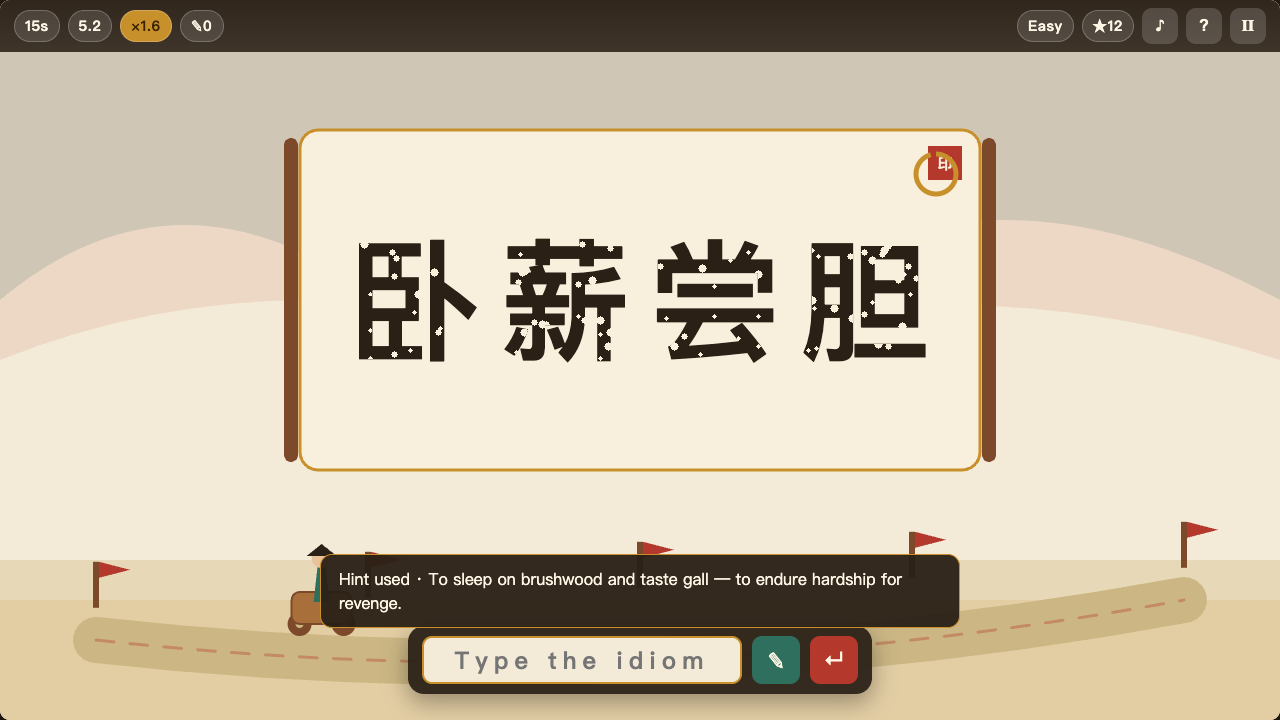 15s 5.2 ×1.6 ✎0 Easy ★12 ♪ ? II
印
卧薪尝胆
Hint used · To sleep on brushwood and taste gall — to endure hardship for
revenge.
Type the idiom ✎ ↵